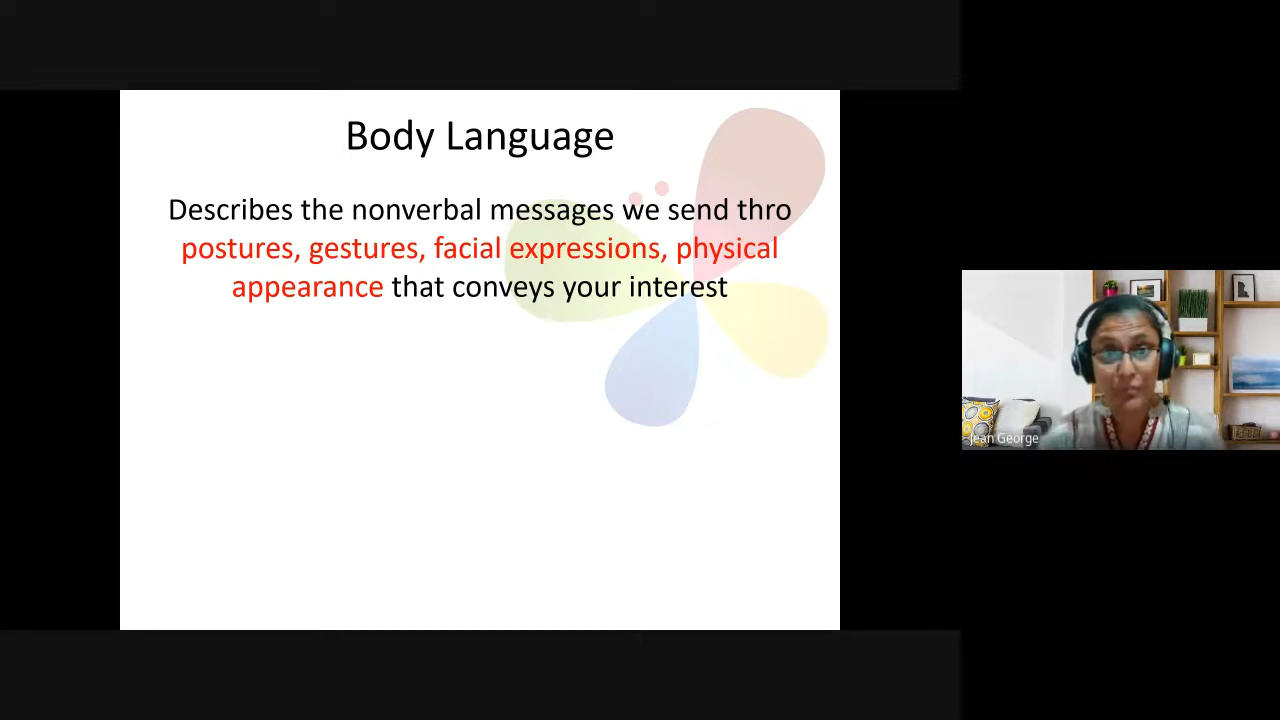 Body Language
Describes the nonverbal messages we send thro
postures, gestures, facial expressions, physical
appearance that conveys your interest
Jean George